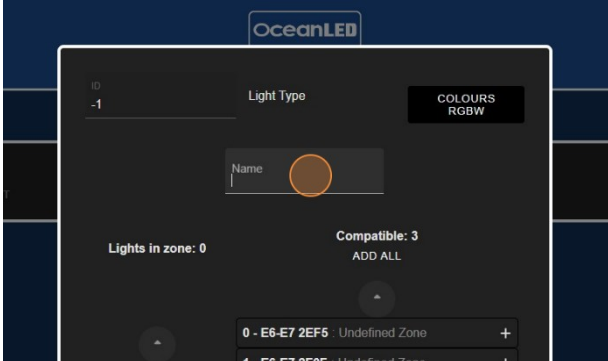 OceanLED
ID
-1
Light Type
COLOURS
RGBW
Name
T
Lights in zone: 0
Compatible: 3
ADD ALL
0 - E6-E7 2EF5 : Undefined Zone +